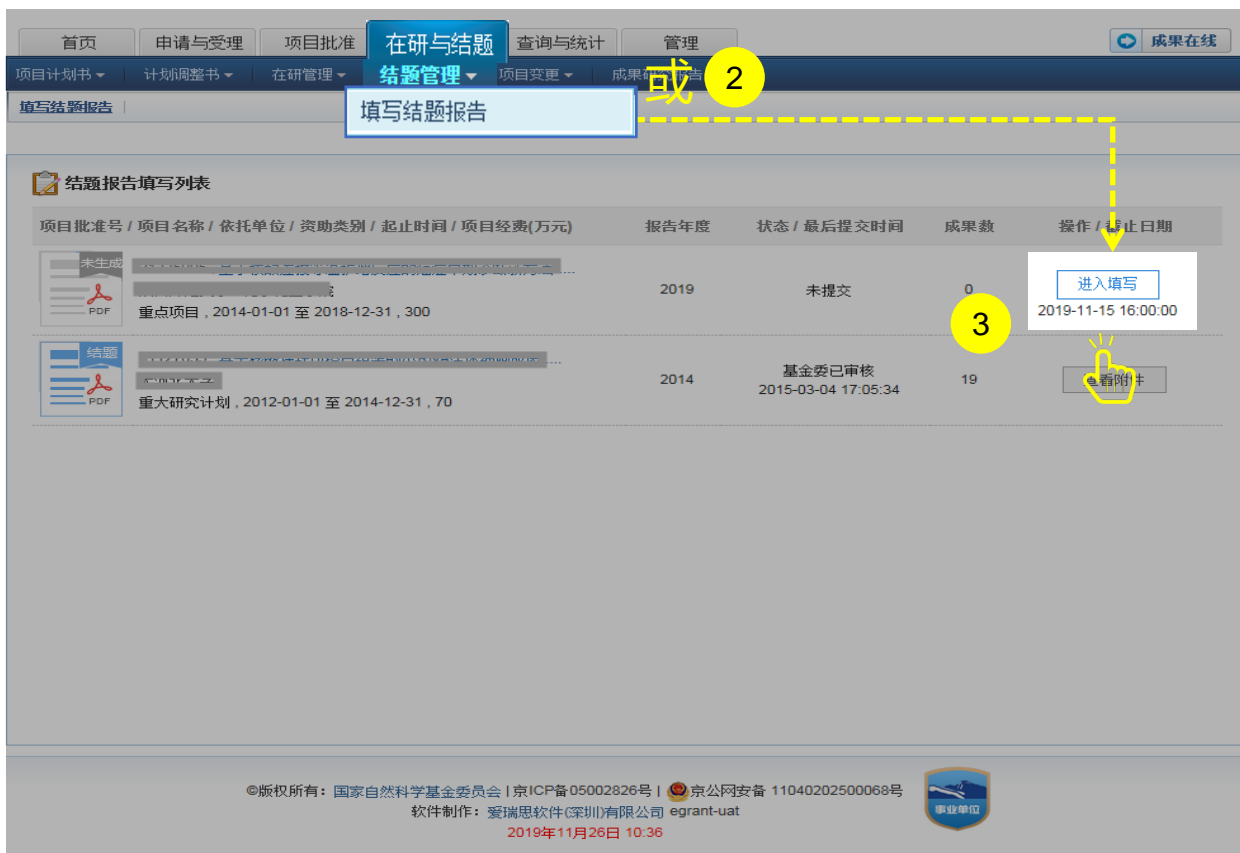 首页 申请与受理 项目批准 在研与结题 查询与统计 管理 成果在线
项目计划书 计划调整书 在研管理 结题管理 项目变更 成果研究报告
或 2
填写结题报告
填写结题报告
结题报告填写列表
项目批准号 / 项目名称 / 依托单位 / 资助类别 / 起止时间 / 项目经费(万元) 报告年度 状态 / 最后提交时间 成果数 操作 / 截止日期
未生成
PDF
重点项目 , 2014-01-01 至 2018-12-31 , 300
2019 未提交 0 进入填写
2019-11-15 16:00:00
3
结题
PDF
重大研究计划 , 2012-01-01 至 2014-12-31 , 70
2014 基金委已审核 19 查看附件
2015-03-04 17:05:34
©版权所有：国家自然科学基金委员会 | 京ICP备05002826号 | 京公网安备 11040202500068号
软件制作：爱瑞思软件(深圳)有限公司 egrant-uat
2019年11月26日 10:36
事业单位